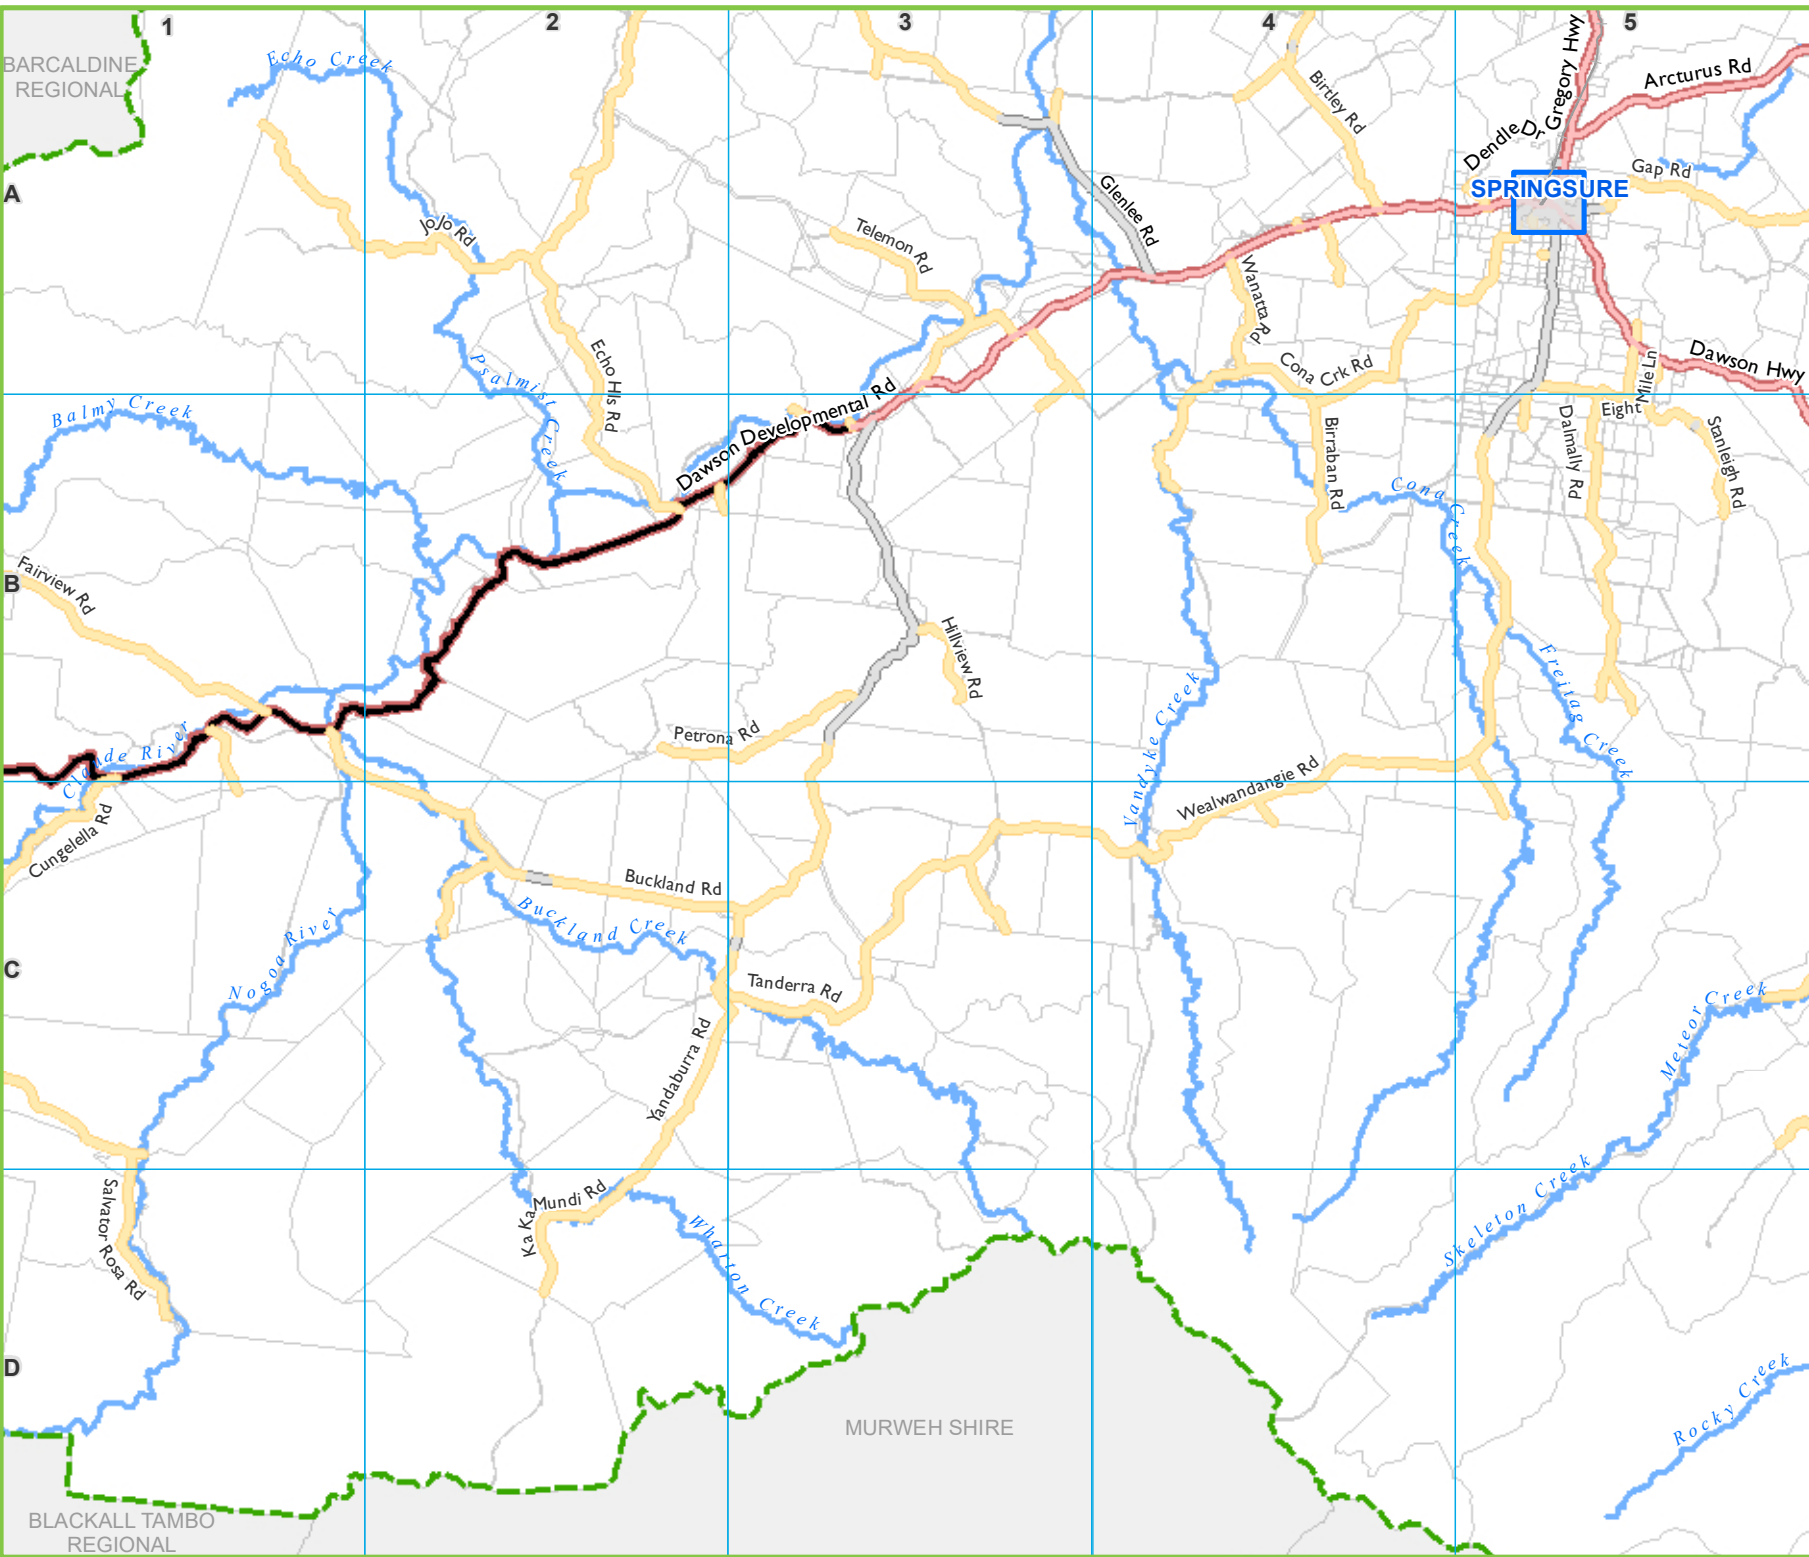 1
2
3
4
5
A
B
C
D
BARCALDINE
REGIONAL
Echo Creek
JoJo Rd
Echo Hls Rd
Psalmist Creek
Balmy Creek
Telemon Rd
Glenlee Rd
Birtley Rd
Dendle Dr
Gregory Hwy
Arcturus Rd
Gap Rd
SPRINGSURE
Wanatta Rd
Cona Crk Rd
Dawson Hwy
Eight Mile Ln
Dawson Developmental Rd
Birraban Rd
Dalmally Rd
Stanleigh Rd
Cona Creek
Fairview Rd
Hillview Rd
Freitag Creek
Vandyke Creek
Petrona Rd
Claude River
Cungelella Rd
Wealwandangie Rd
Buckland Rd
Buckland Creek
Nogoa River
Tanderra Rd
Yandaburra Rd
Meteor Creek
Salvator Rosa Rd
Ka Ka Mundi Rd
Wharton Creek
Skeleton Creek
Rocky Creek
MURWEH SHIRE
BLACKALL TAMBO
REGIONAL